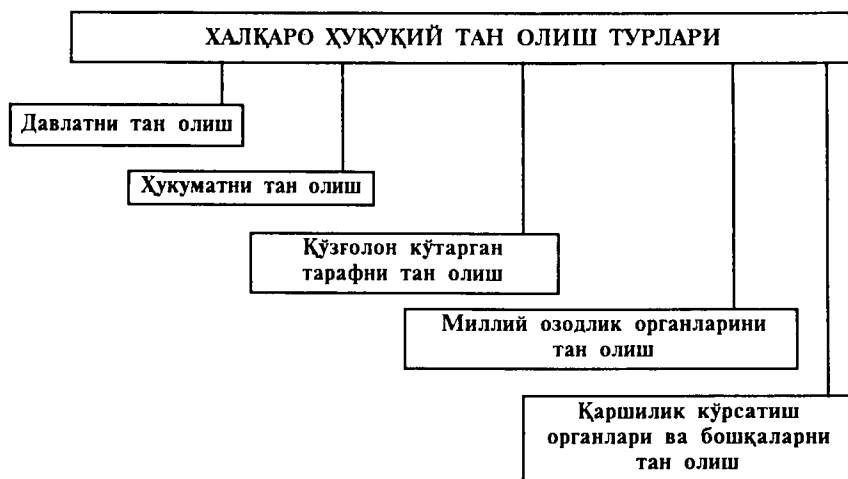 ХАЛҚАРО ҲУҚУҚИЙ ТАН ОЛИШ ТУРЛАРИ
Давлатни тан олиш
Ҳукуматни тан олиш
Қўзғолон кўтарган
тарафни тан олиш
Миллий озодлик органларини
тан олиш
Қаршилик кўрсатиш
органлари ва бошқаларни
тан олиш